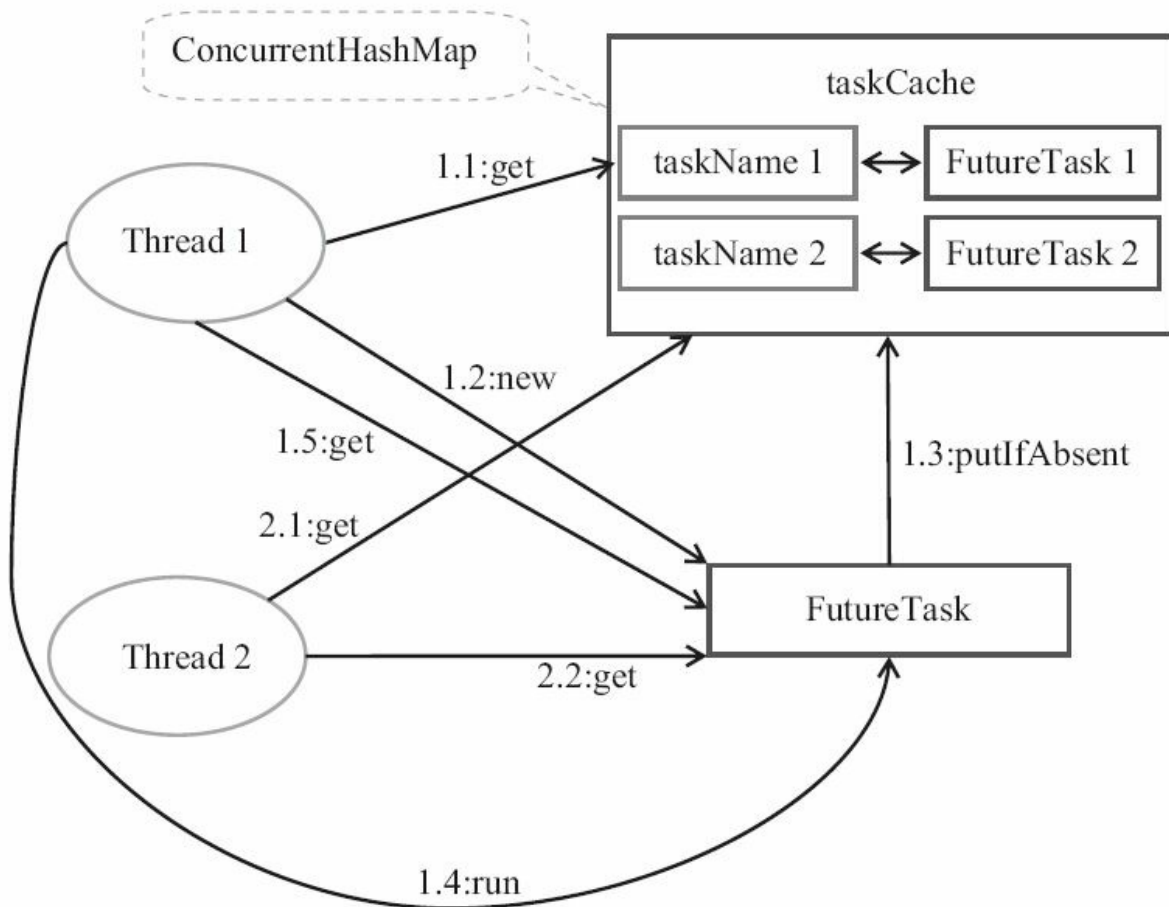 ConcurrentHashMap
taskCache
taskName 1
FutureTask 1
taskName 2
FutureTask 2
1.1:get
Thread 1
1.2:new
1.5:get
1.3:putIfAbsent
2.1:get
FutureTask
Thread 2
2.2:get
1.4:run